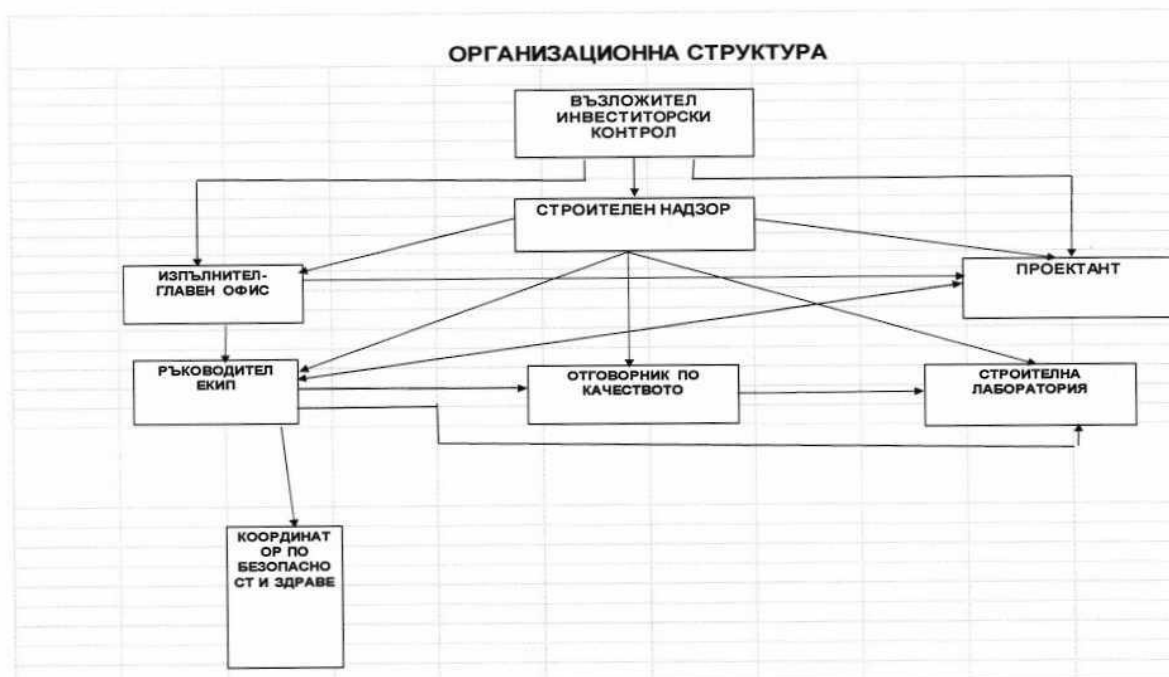 ОРГАНИЗАЦИОННА СТРУКТУРА
ВЪЗЛОЖИТЕЛ
ИНВЕСТИТОРСКИ
КОНТРОЛ
СТРОИТЕЛЕН НАДЗОР
ИЗПЪЛНИТЕЛ-
ГЛАВЕН ОФИС
ПРОЕКТАНТ
РЪКОВОДИТЕЛ
ЕКИП
ОТГОВОРНИК ПО
КАЧЕСТВОТО
СТРОИТЕЛНА
ЛАБОРАТОРИЯ
КООРДИНАТ
ОР ПО
БЕЗОПАСНО
СТ И ЗДРАВЕ